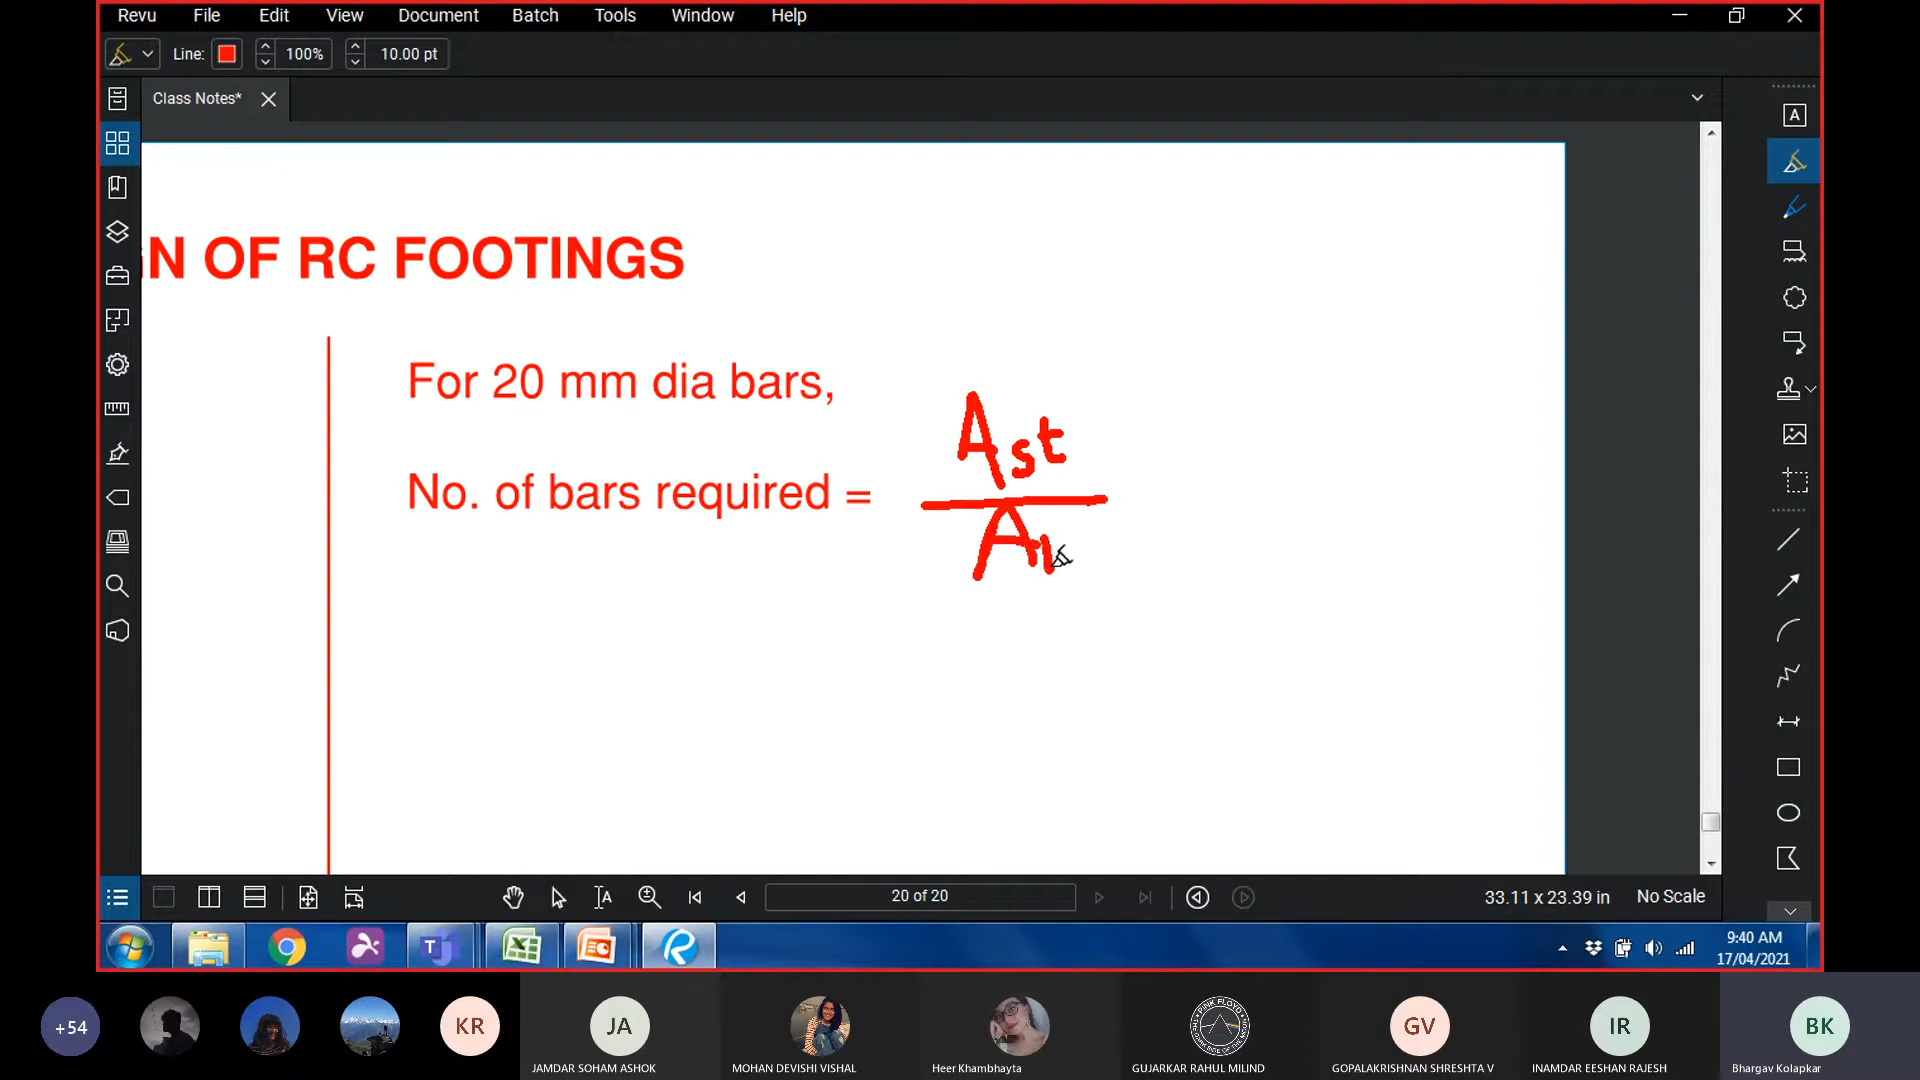 Revu File Edit View Document Batch Tools Window Help
Line: 100% 10.00 pt
Class Notes*
GN OF RC FOOTINGS
For 20 mm dia bars,
No. of bars required = Ast
20 of 20
33.11 x 23.39 in No Scale
9:40 AM
17/04/2021
+54 KR JA GV IR BK
JAMDAR SOHAM ASHOK MOHAN DEVISHI VISHAL Heer Khambhayta GUJARKAR RAHUL MILIND GOPALAKRISHNAN SHRESHTA V INAMDAR EESHAN RAJESH Bhargav Kolapkar